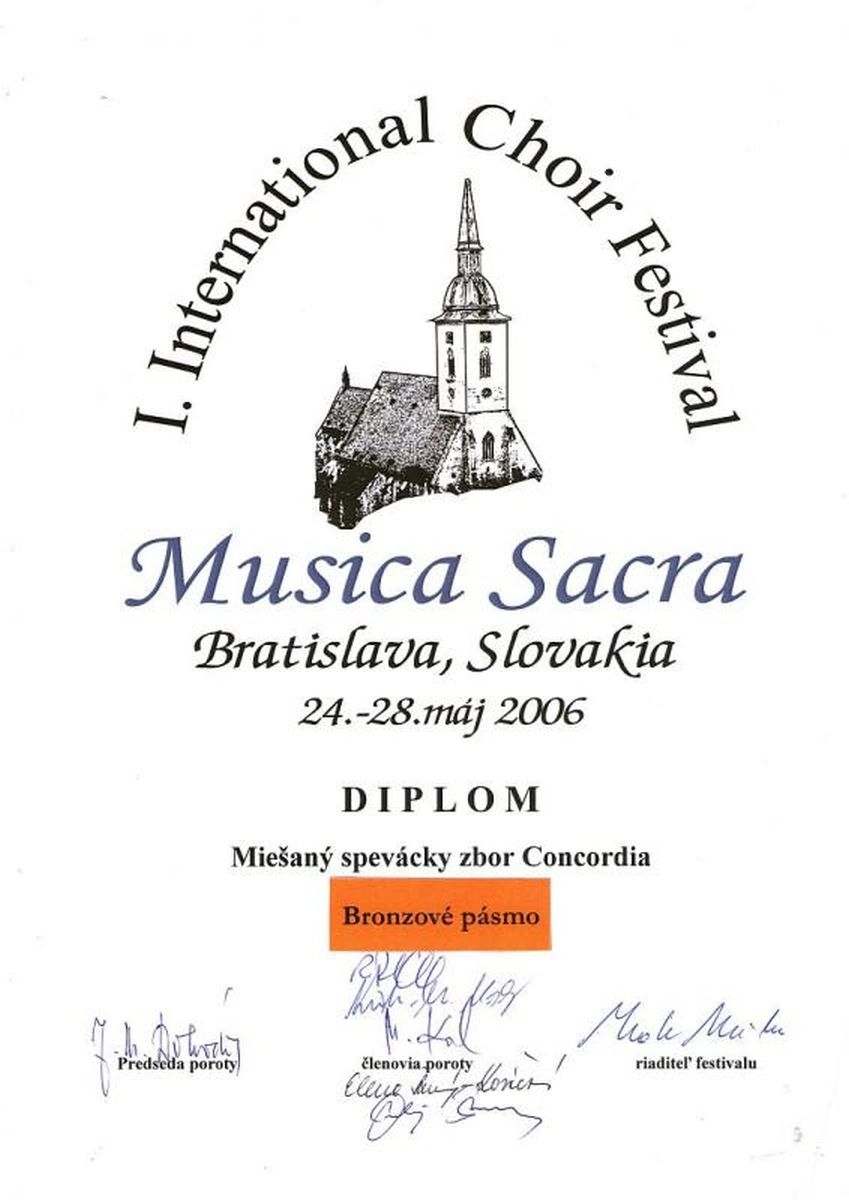 I. International Choir Festival
Musica Sacra
Bratislava, Slovakia
24.-28.máj 2006
DIPLOM
Miešaný spevácky zbor Concordia
Bronzové pásmo
Predseda poroty
členovia poroty
riaditeľ festivalu